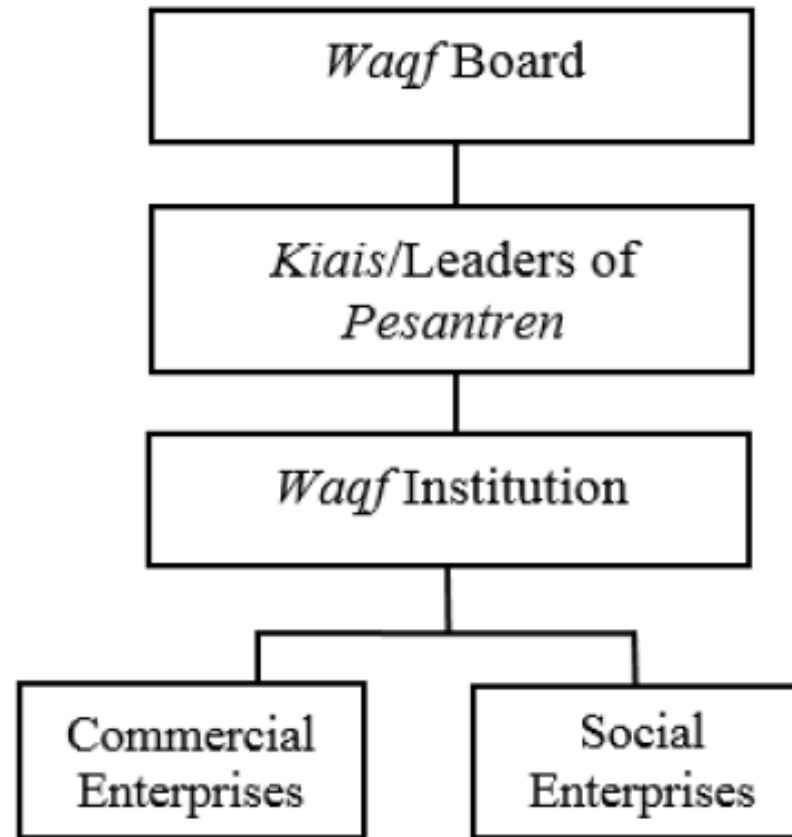 Waqf Board
Kiais/Leaders of
Pesantren
Waqf Institution
Commercial
Enterprises
Social
Enterprises